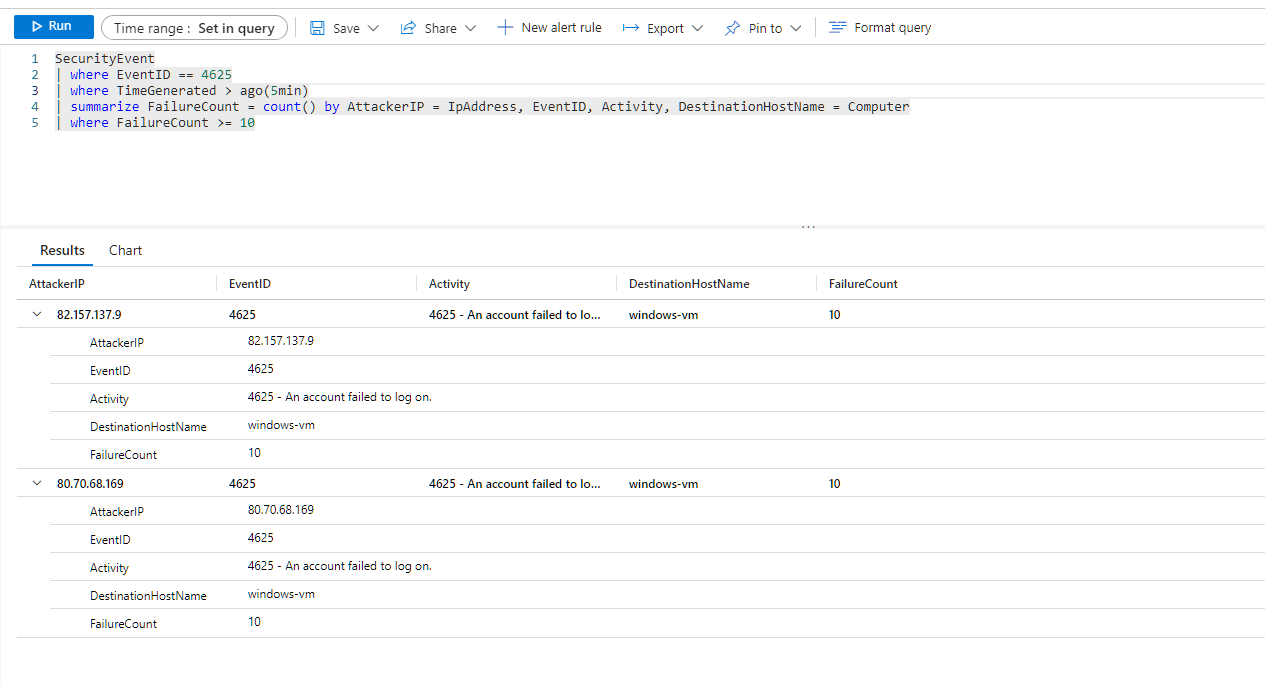 Run Time range : Set in query Save Share New alert rule Export Pin to Format query
1 SecurityEvent
2 | where EventID == 4625
3 | where TimeGenerated > ago(5min)
4 | summarize FailureCount = count() by AttackerIP = IpAddress, EventID, Activity, DestinationHostName = Computer
5 | where FailureCount >= 10
...
Results Chart
AttackerIP EventID Activity DestinationHostName FailureCount
82.157.137.9 4625 4625 - An account failed to lo... windows-vm 10
AttackerIP 82.157.137.9
EventID 4625
Activity 4625 - An account failed to log on.
DestinationHostName windows-vm
FailureCount 10
80.70.68.169 4625 4625 - An account failed to lo... windows-vm 10
AttackerIP 80.70.68.169
EventID 4625
Activity 4625 - An account failed to log on.
DestinationHostName windows-vm
FailureCount 10